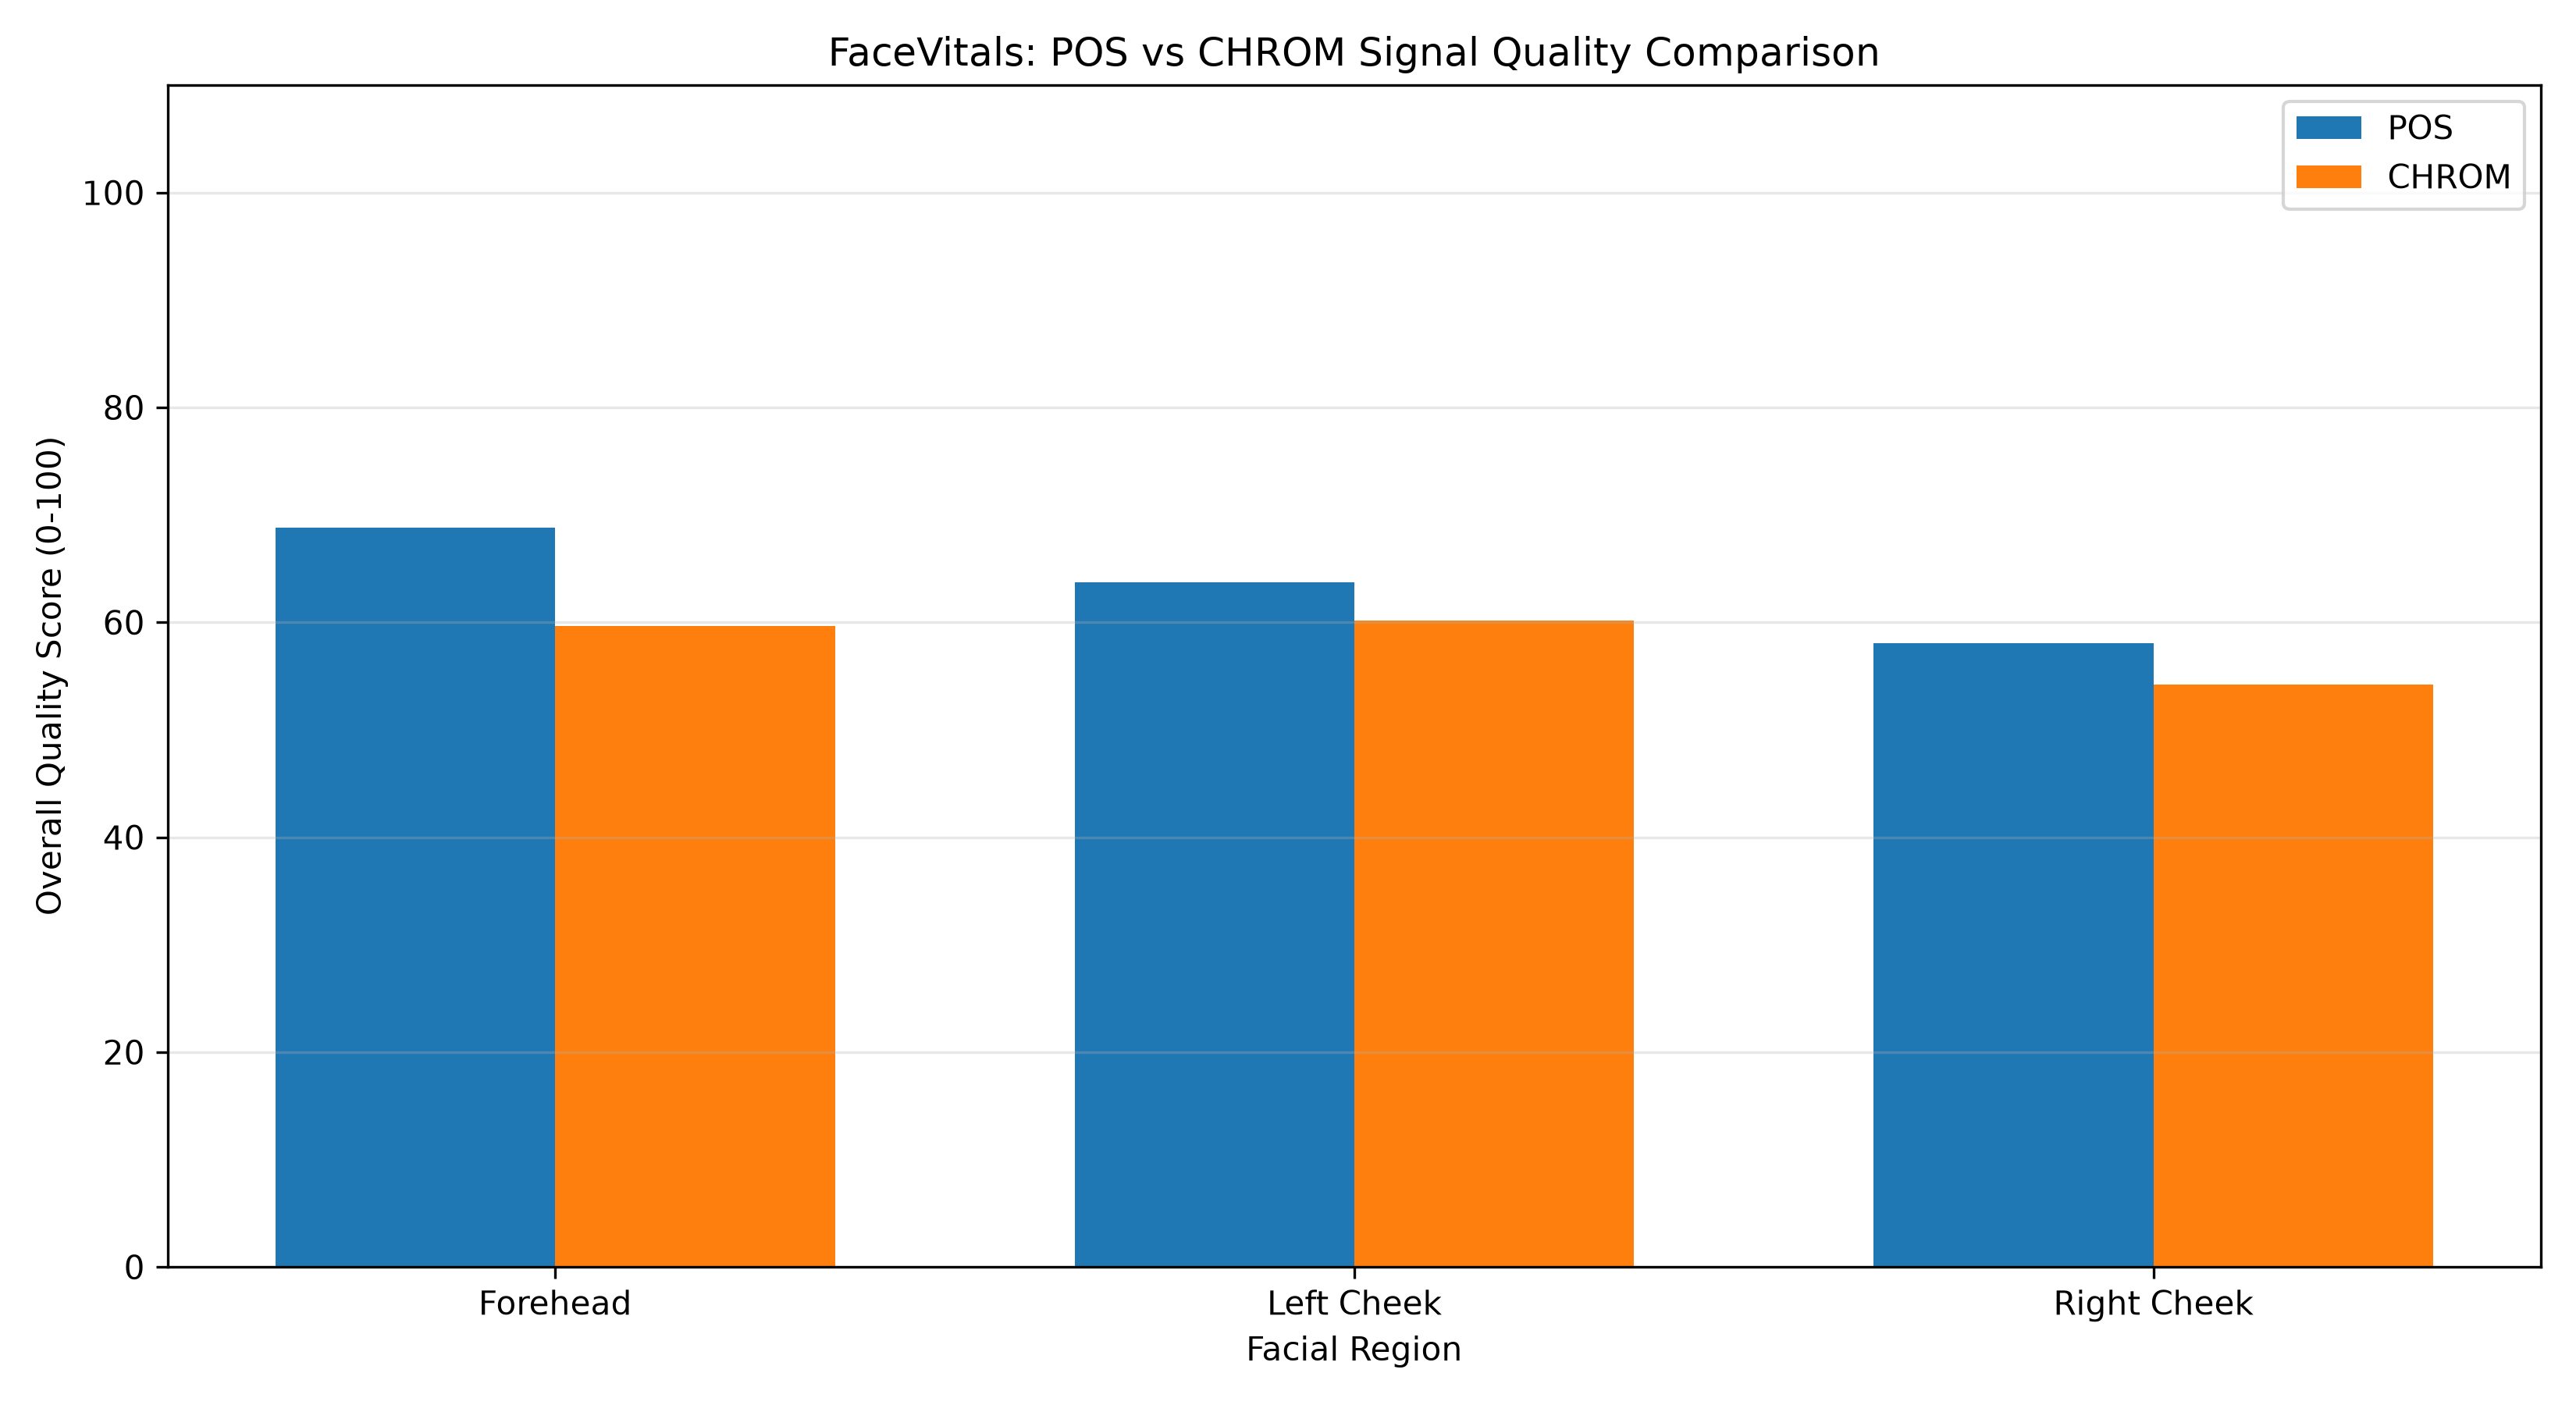 FaceVitals: POS vs CHROM Signal Quality Comparison
POS
CHROM
Overall Quality Score (0-100)
100
80
60
40
20
0
Forehead
Left Cheek
Right Cheek
Facial Region